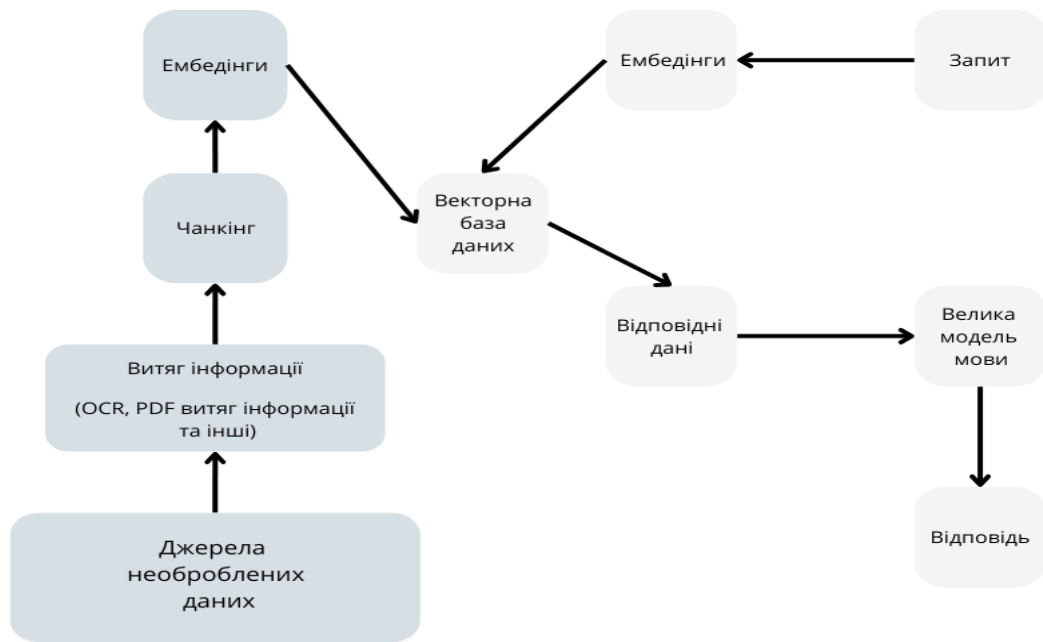 Ембедінги
Ембедінги
Запит
Чанкінг
Векторна
база
даних
Витяг інформації
(OCR, PDF витяг інформації
та інші)
Відповідні
дані
Велика
модель
мови
Джерела
необроблених
даних
Відповідь